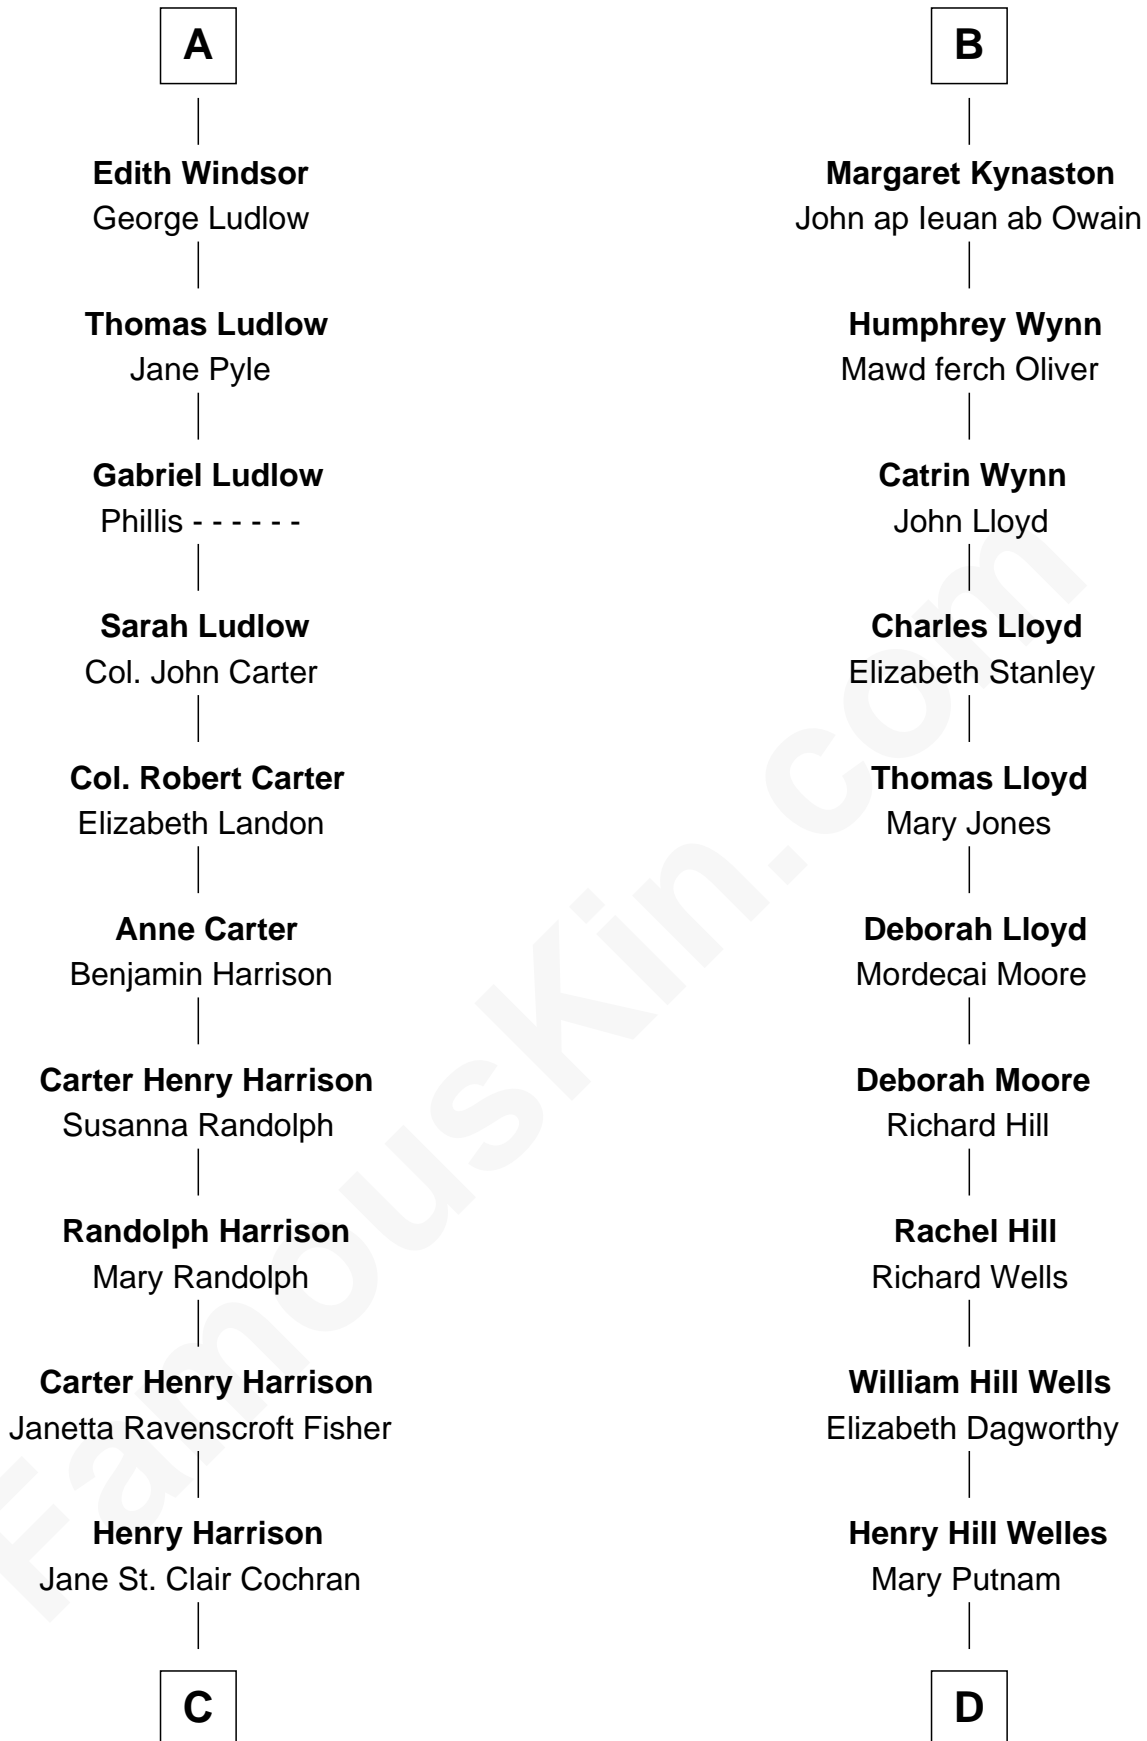 A
Edith Windsor
George Ludlow
Thomas Ludlow
Jane Pyle
Gabriel Ludlow
Phillis - - - - - -
Sarah Ludlow
Col. John Carter
Col. Robert Carter
Elizabeth Landon
Anne Carter
Benjamin Harrison
Carter Henry Harrison
Susanna Randolph
Randolph Harrison
Mary Randolph
Carter Henry Harrison
Janetta Ravenscroft Fisher
Henry Harrison
Jane St. Clair Cochran
C
B
Margaret Kynaston
John ap Ieuan ab Owain
Humphrey Wynn
Mawd ferch Oliver
Catrin Wynn
John Lloyd
Charles Lloyd
Elizabeth Stanley
Thomas Lloyd
Mary Jones
Deborah Lloyd
Mordecai Moore
Deborah Moore
Richard Hill
Rachel Hill
Richard Wells
William Hill Wells
Elizabeth Dagworthy
Henry Hill Welles
Mary Putnam
D
FamousKin.com